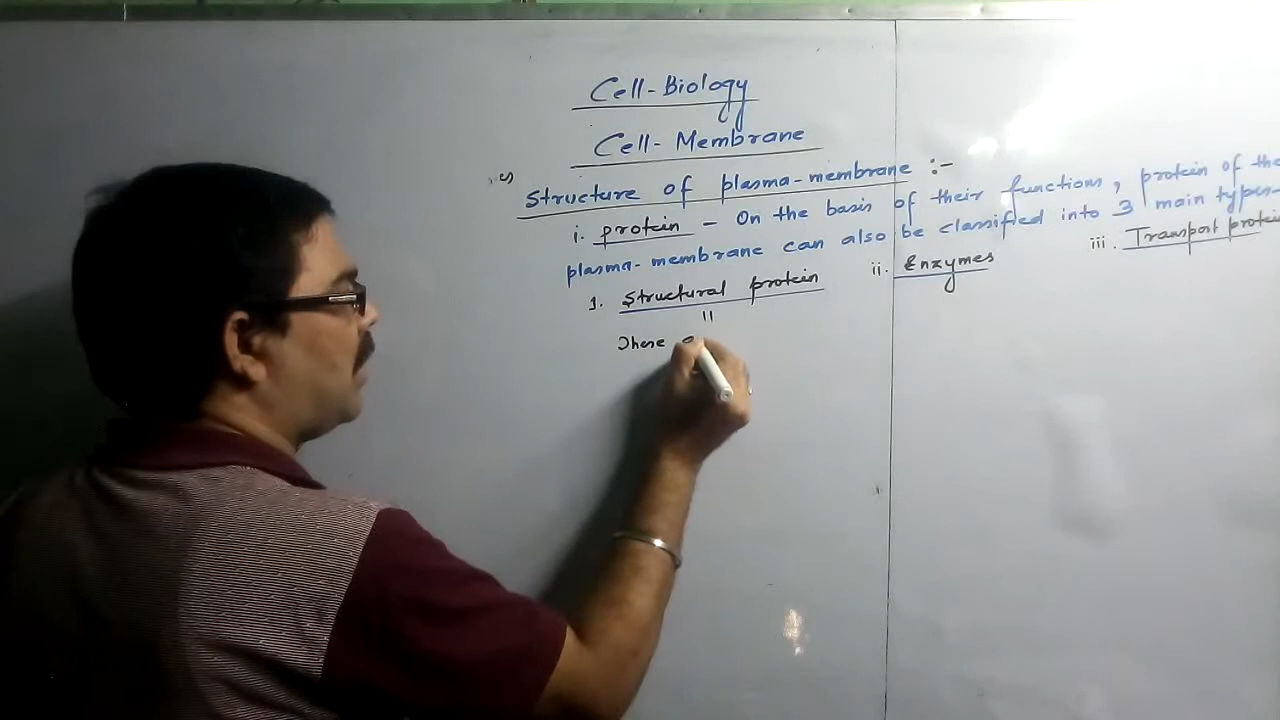 Cell-Biology
Cell-Membrane
Structure of plasma-membrane :-
i. protein - On the basis of their functions, protein of the
plasma-membrane can also be classified into 3 main types.
1. Structural protein ii. Enzymes iii. Transport protein